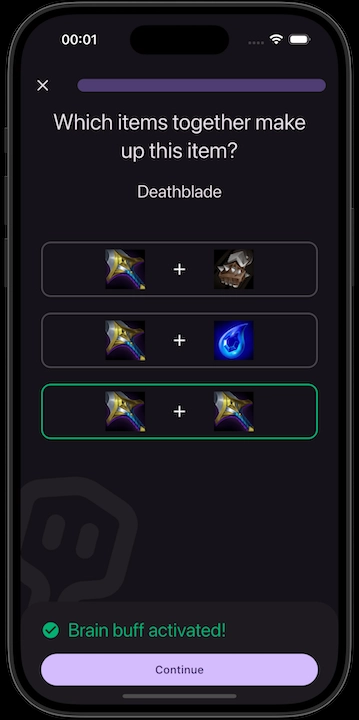 00:01
Which items together make
up this item?
Deathblade
+
+
+
Brain buff activated!
Continue